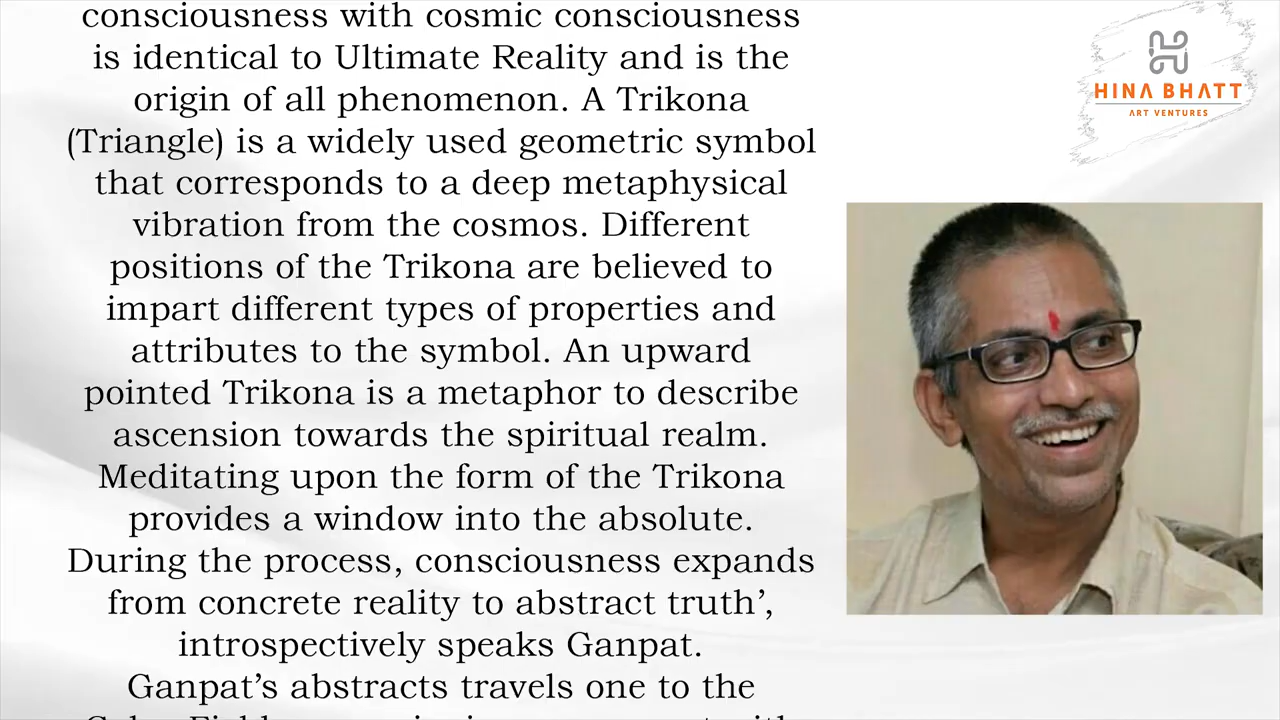 consciousness with cosmic consciousness
is identical to Ultimate Reality and is the
origin of all phenomenon. A Trikona
(Triangle) is a widely used geometric symbol
that corresponds to a deep metaphysical
vibration from the cosmos. Different
positions of the Trikona are believed to
impart different types of properties and
attributes to the symbol. An upward
pointed Trikona is a metaphor to describe
ascension towards the spiritual realm.
Meditating upon the form of the Trikona
provides a window into the absolute.
During the process, consciousness expands
from concrete reality to abstract truth’,
introspectively speaks Ganpat.
Ganpat’s abstracts travels one to the
HINA BHATT
ART VENTURES